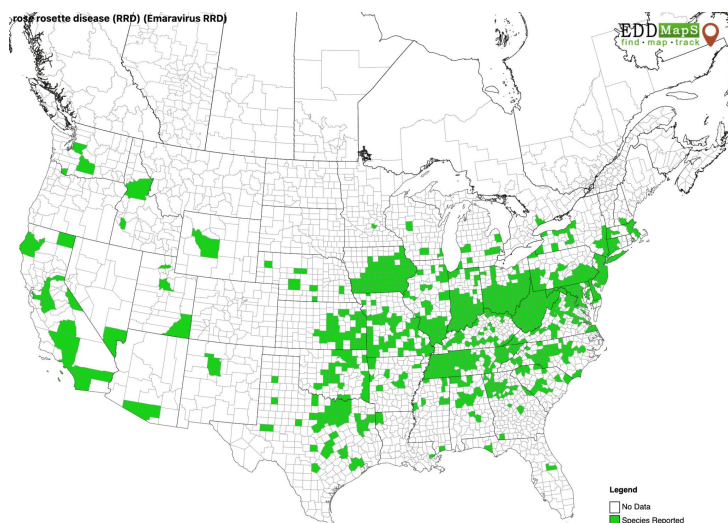 rose rosette disease (RRD) (Emaravirus RRD)
EDDMapS
find • map • track
Legend
No Data
Species Reported